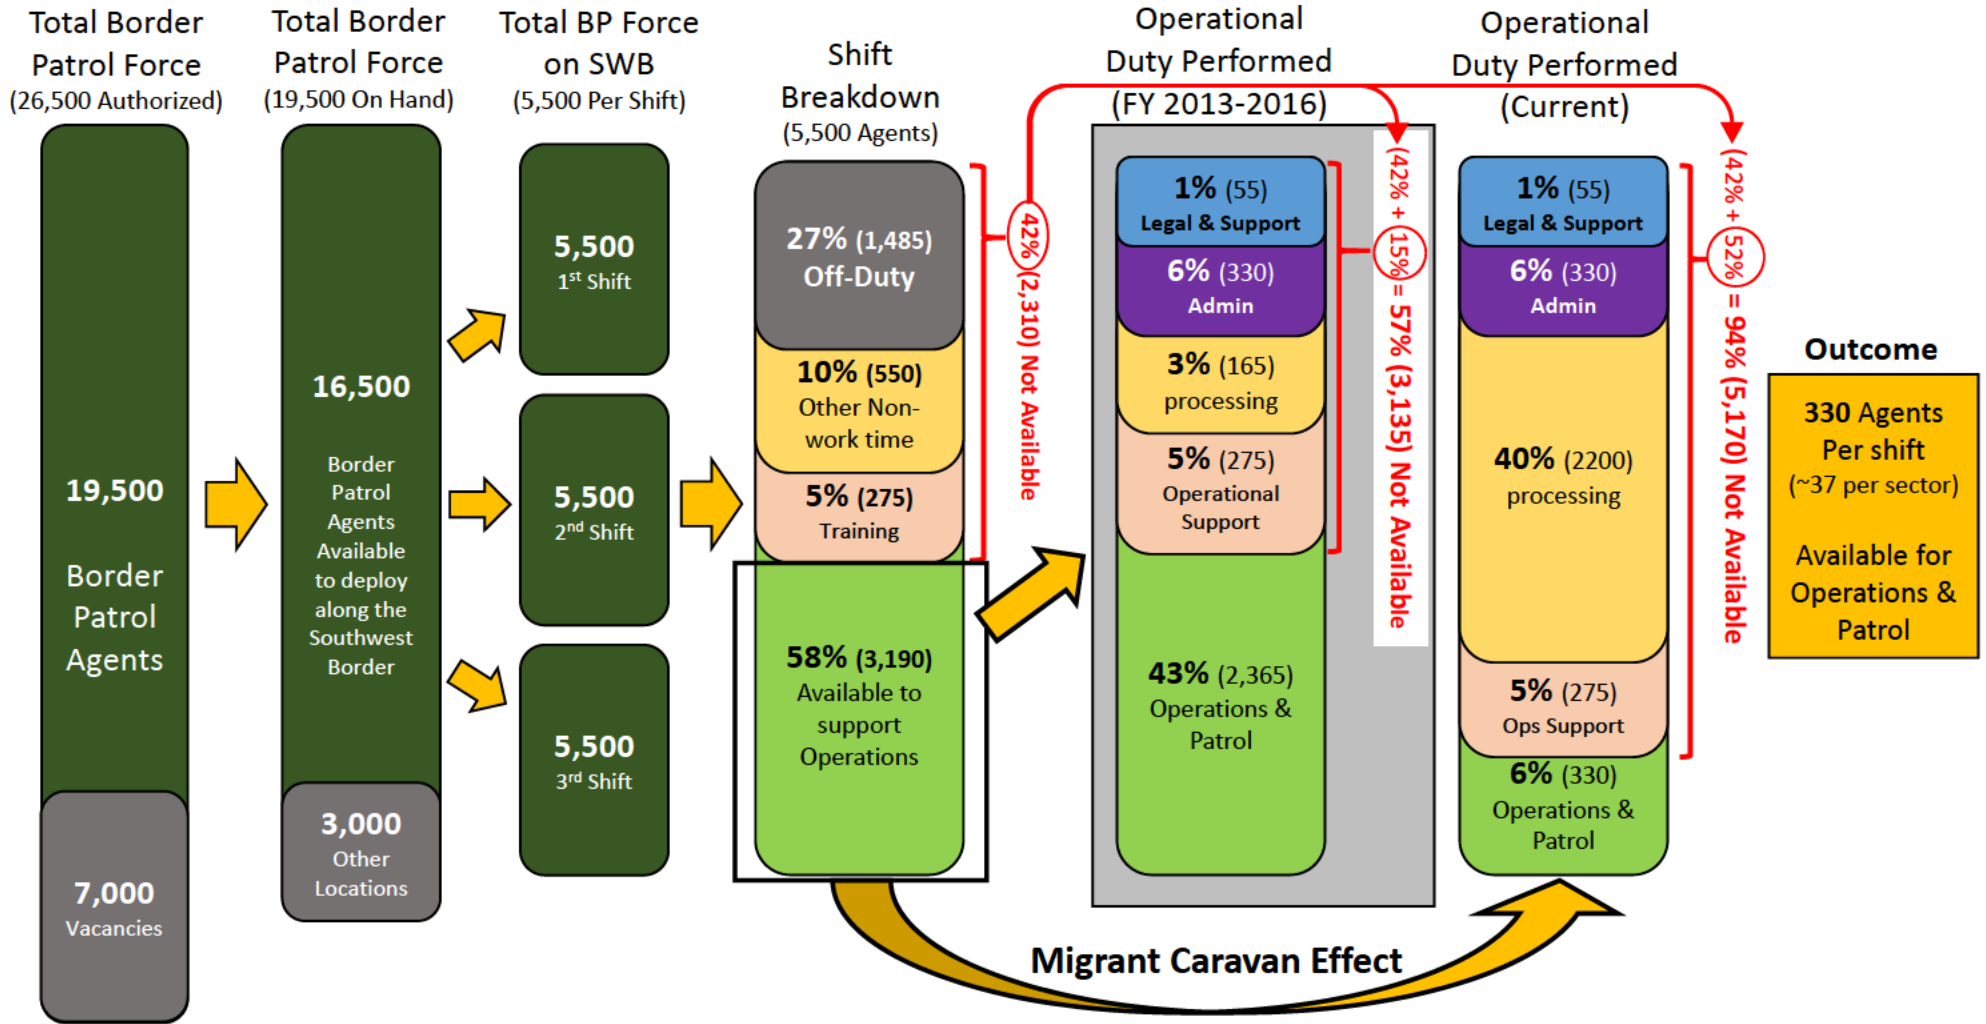 Total Border
Patrol Force
(26,500 Authorized)
19,500
Border
Patrol
Agents
7,000
Vacancies
Total Border
Patrol Force
(19,500 On Hand)
16,500
Border
Patrol
Agents
Available
to deploy
along the
Southwest
Border
3,000
Other
Locations
Total BP Force
on SWB
(5,500 Per Shift)
5,500
1st Shift
5,500
2nd Shift
5,500
3rd Shift
Shift
Breakdown
(5,500 Agents)
27% (1,485)
Off-Duty
10% (550)
Other Non-
work time
5% (275)
Training
58% (3,190)
Available to
support
Operations
42% (2,310) Not Available
Operational
Duty Performed
(FY 2013-2016)
1% (55)
Legal & Support
6% (330)
Admin
3% (165)
processing
5% (275)
Operational
Support
43% (2,365)
Operations &
Patrol
(42% + 15%) = 57% (3,135) Not Available
Operational
Duty Performed
(Current)
1% (55)
Legal & Support
6% (330)
Admin
40% (2200)
processing
5% (275)
Ops Support
6% (330)
Operations &
Patrol
(42% + 52%) = 94% (5,170) Not Available
Outcome
330 Agents
Per shift
(~37 per sector)
Available for
Operations &
Patrol
Migrant Caravan Effect